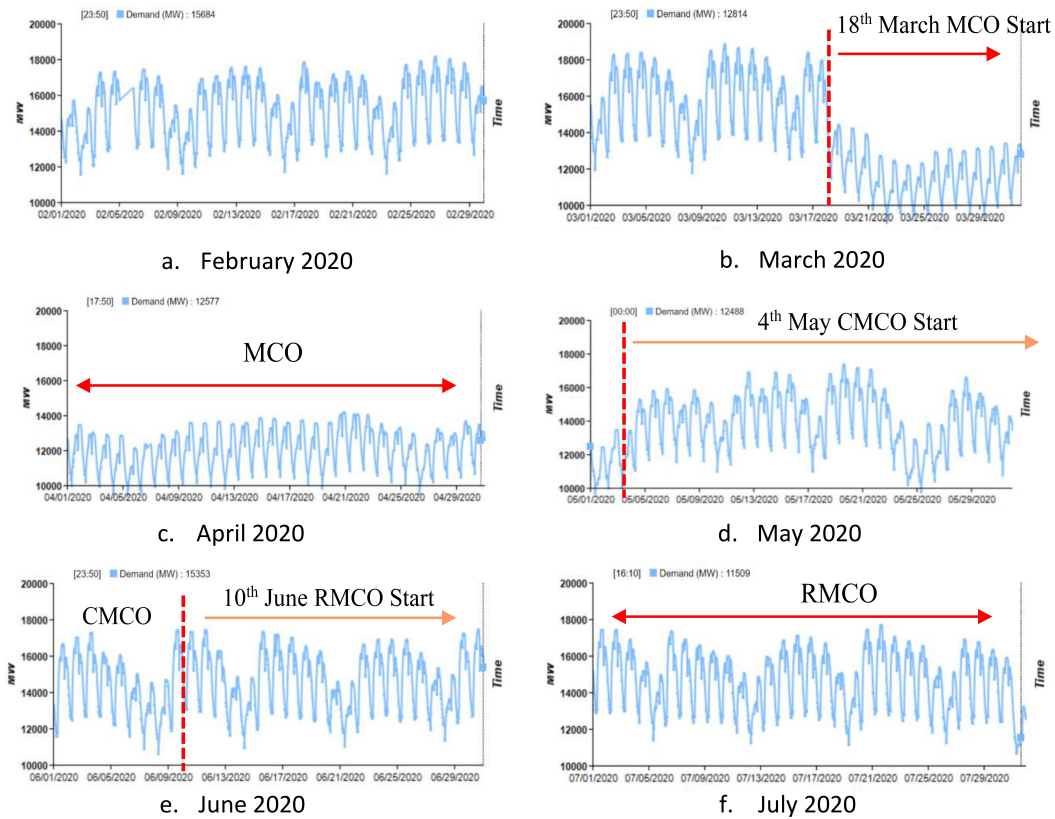 [23:50] Demand (MW) : 15684
20000
18000
16000
14000
12000
10000
MW
Time
02/01/2020 02/05/2020 02/09/2020 02/13/2020 02/17/2020 02/21/2020 02/25/2020 02/29/2020
a. February 2020
[23:50] Demand (MW) : 12814
18th March MCO Start
20000
18000
16000
14000
12000
10000
MW
Time
03/01/2020 03/05/2020 03/09/2020 03/13/2020 03/17/2020 03/21/2020 03/25/2020 03/29/2020
b. March 2020
[17:50] Demand (MW) : 12577
MCO
20000
18000
16000
14000
12000
10000
MW
Time
04/01/2020 04/05/2020 04/09/2020 04/13/2020 04/17/2020 04/21/2020 04/25/2020 04/29/2020
c. April 2020
[00:00] Demand (MW) : 12488
4th May CMCO Start
20000
18000
16000
14000
12000
10000
MW
Time
05/01/2020 05/05/2020 05/09/2020 05/13/2020 05/17/2020 05/21/2020 05/25/2020 05/29/2020
d. May 2020
[23:50] Demand (MW) : 15353
CMCO
10th June RMCO Start
20000
18000
16000
14000
12000
10000
MW
Time
06/01/2020 06/05/2020 06/09/2020 06/13/2020 06/17/2020 06/21/2020 06/25/2020 06/29/2020
e. June 2020
[16:10] Demand (MW) : 11509
RMCO
20000
18000
16000
14000
12000
10000
MW
Time
07/01/2020 07/05/2020 07/09/2020 07/13/2020 07/17/2020 07/21/2020 07/25/2020 07/29/2020
f. July 2020